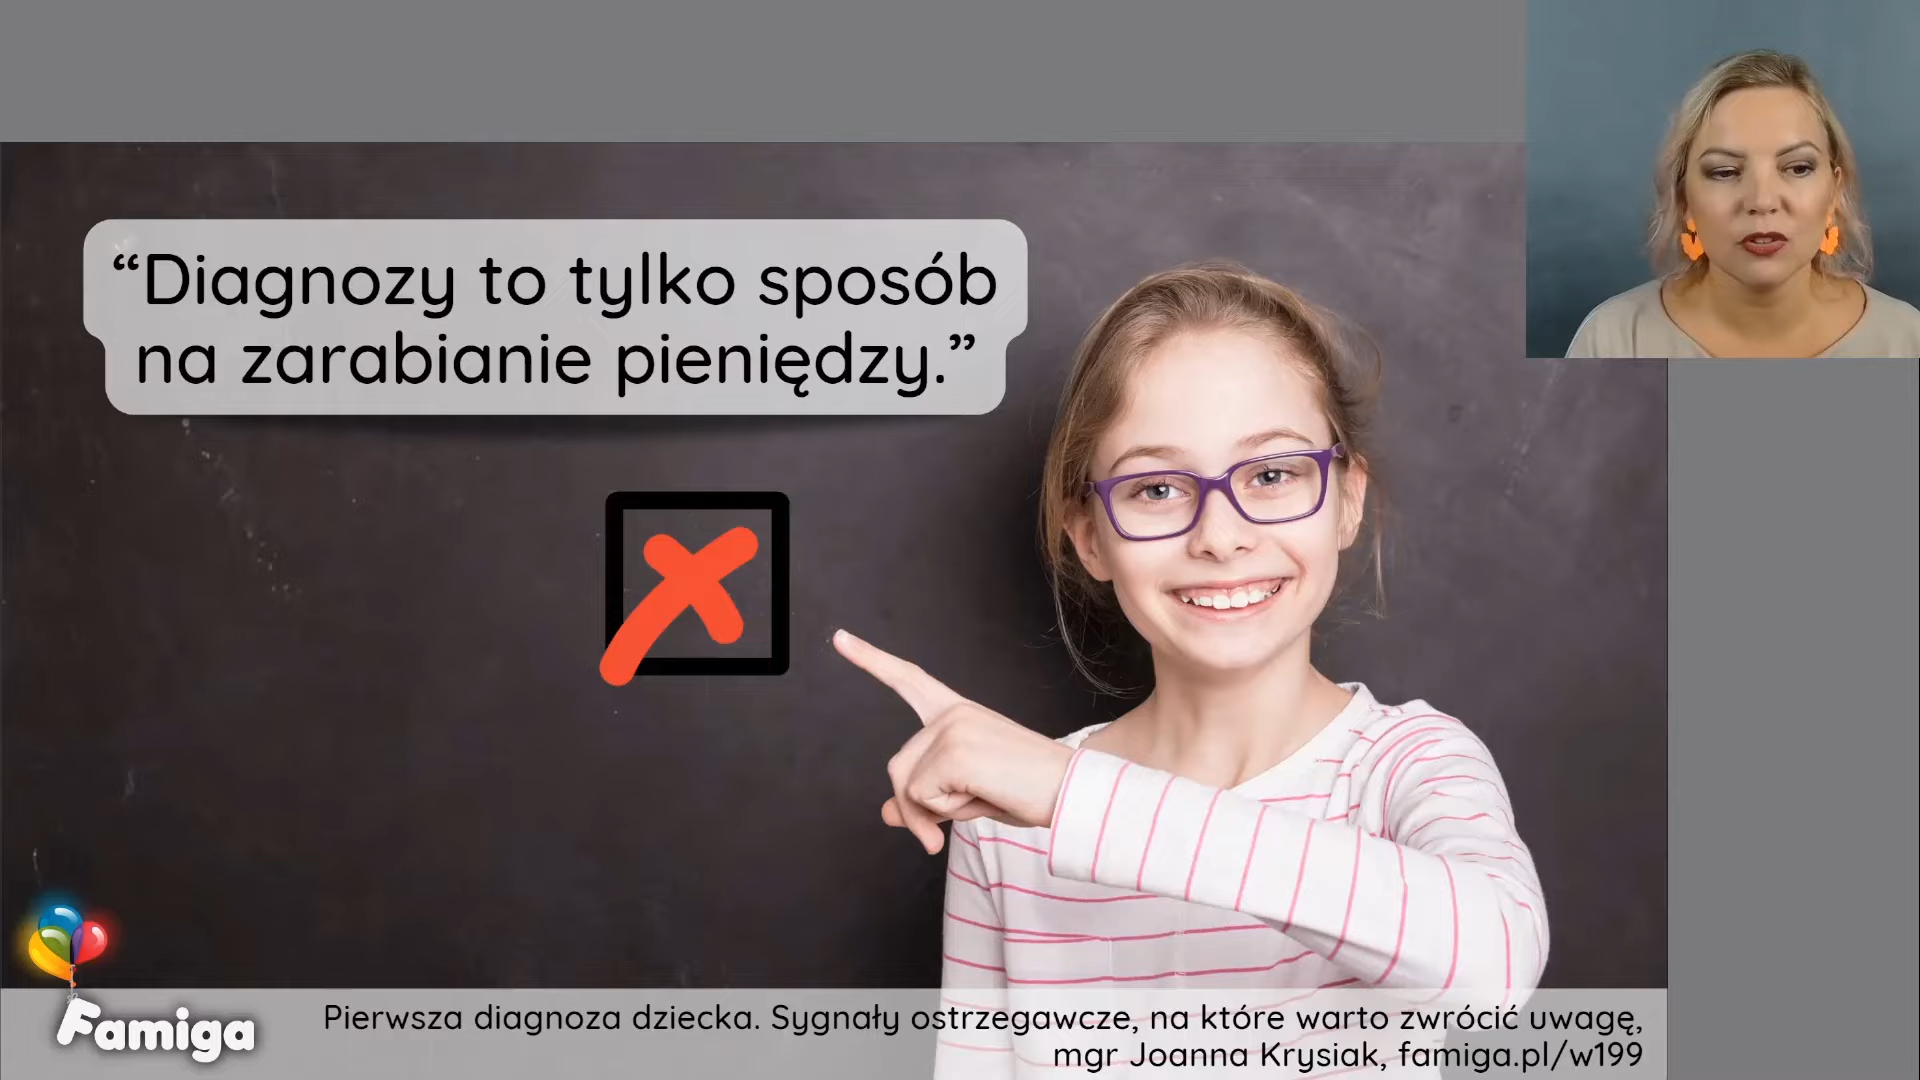 “Diagnozy to tylko sposób
na zarabianie pieniędzy.”
Famiga
Pierwsza diagnoza dziecka. Sygnały ostrzegawcze, na które warto zwrócić uwagę,
mgr Joanna Krysiak, famiga.pl/w199